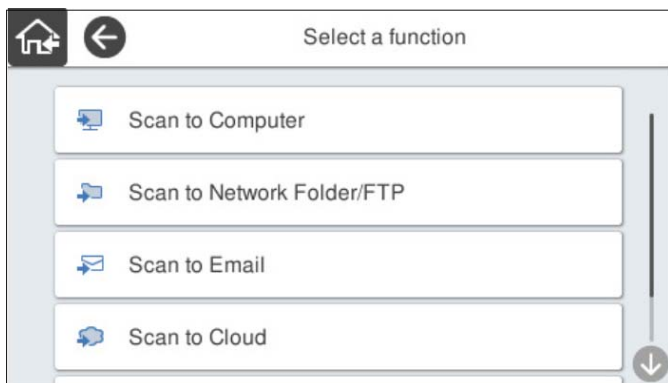 Select a function
Scan to Computer
Scan to Network Folder/FTP
Scan to Email
Scan to Cloud